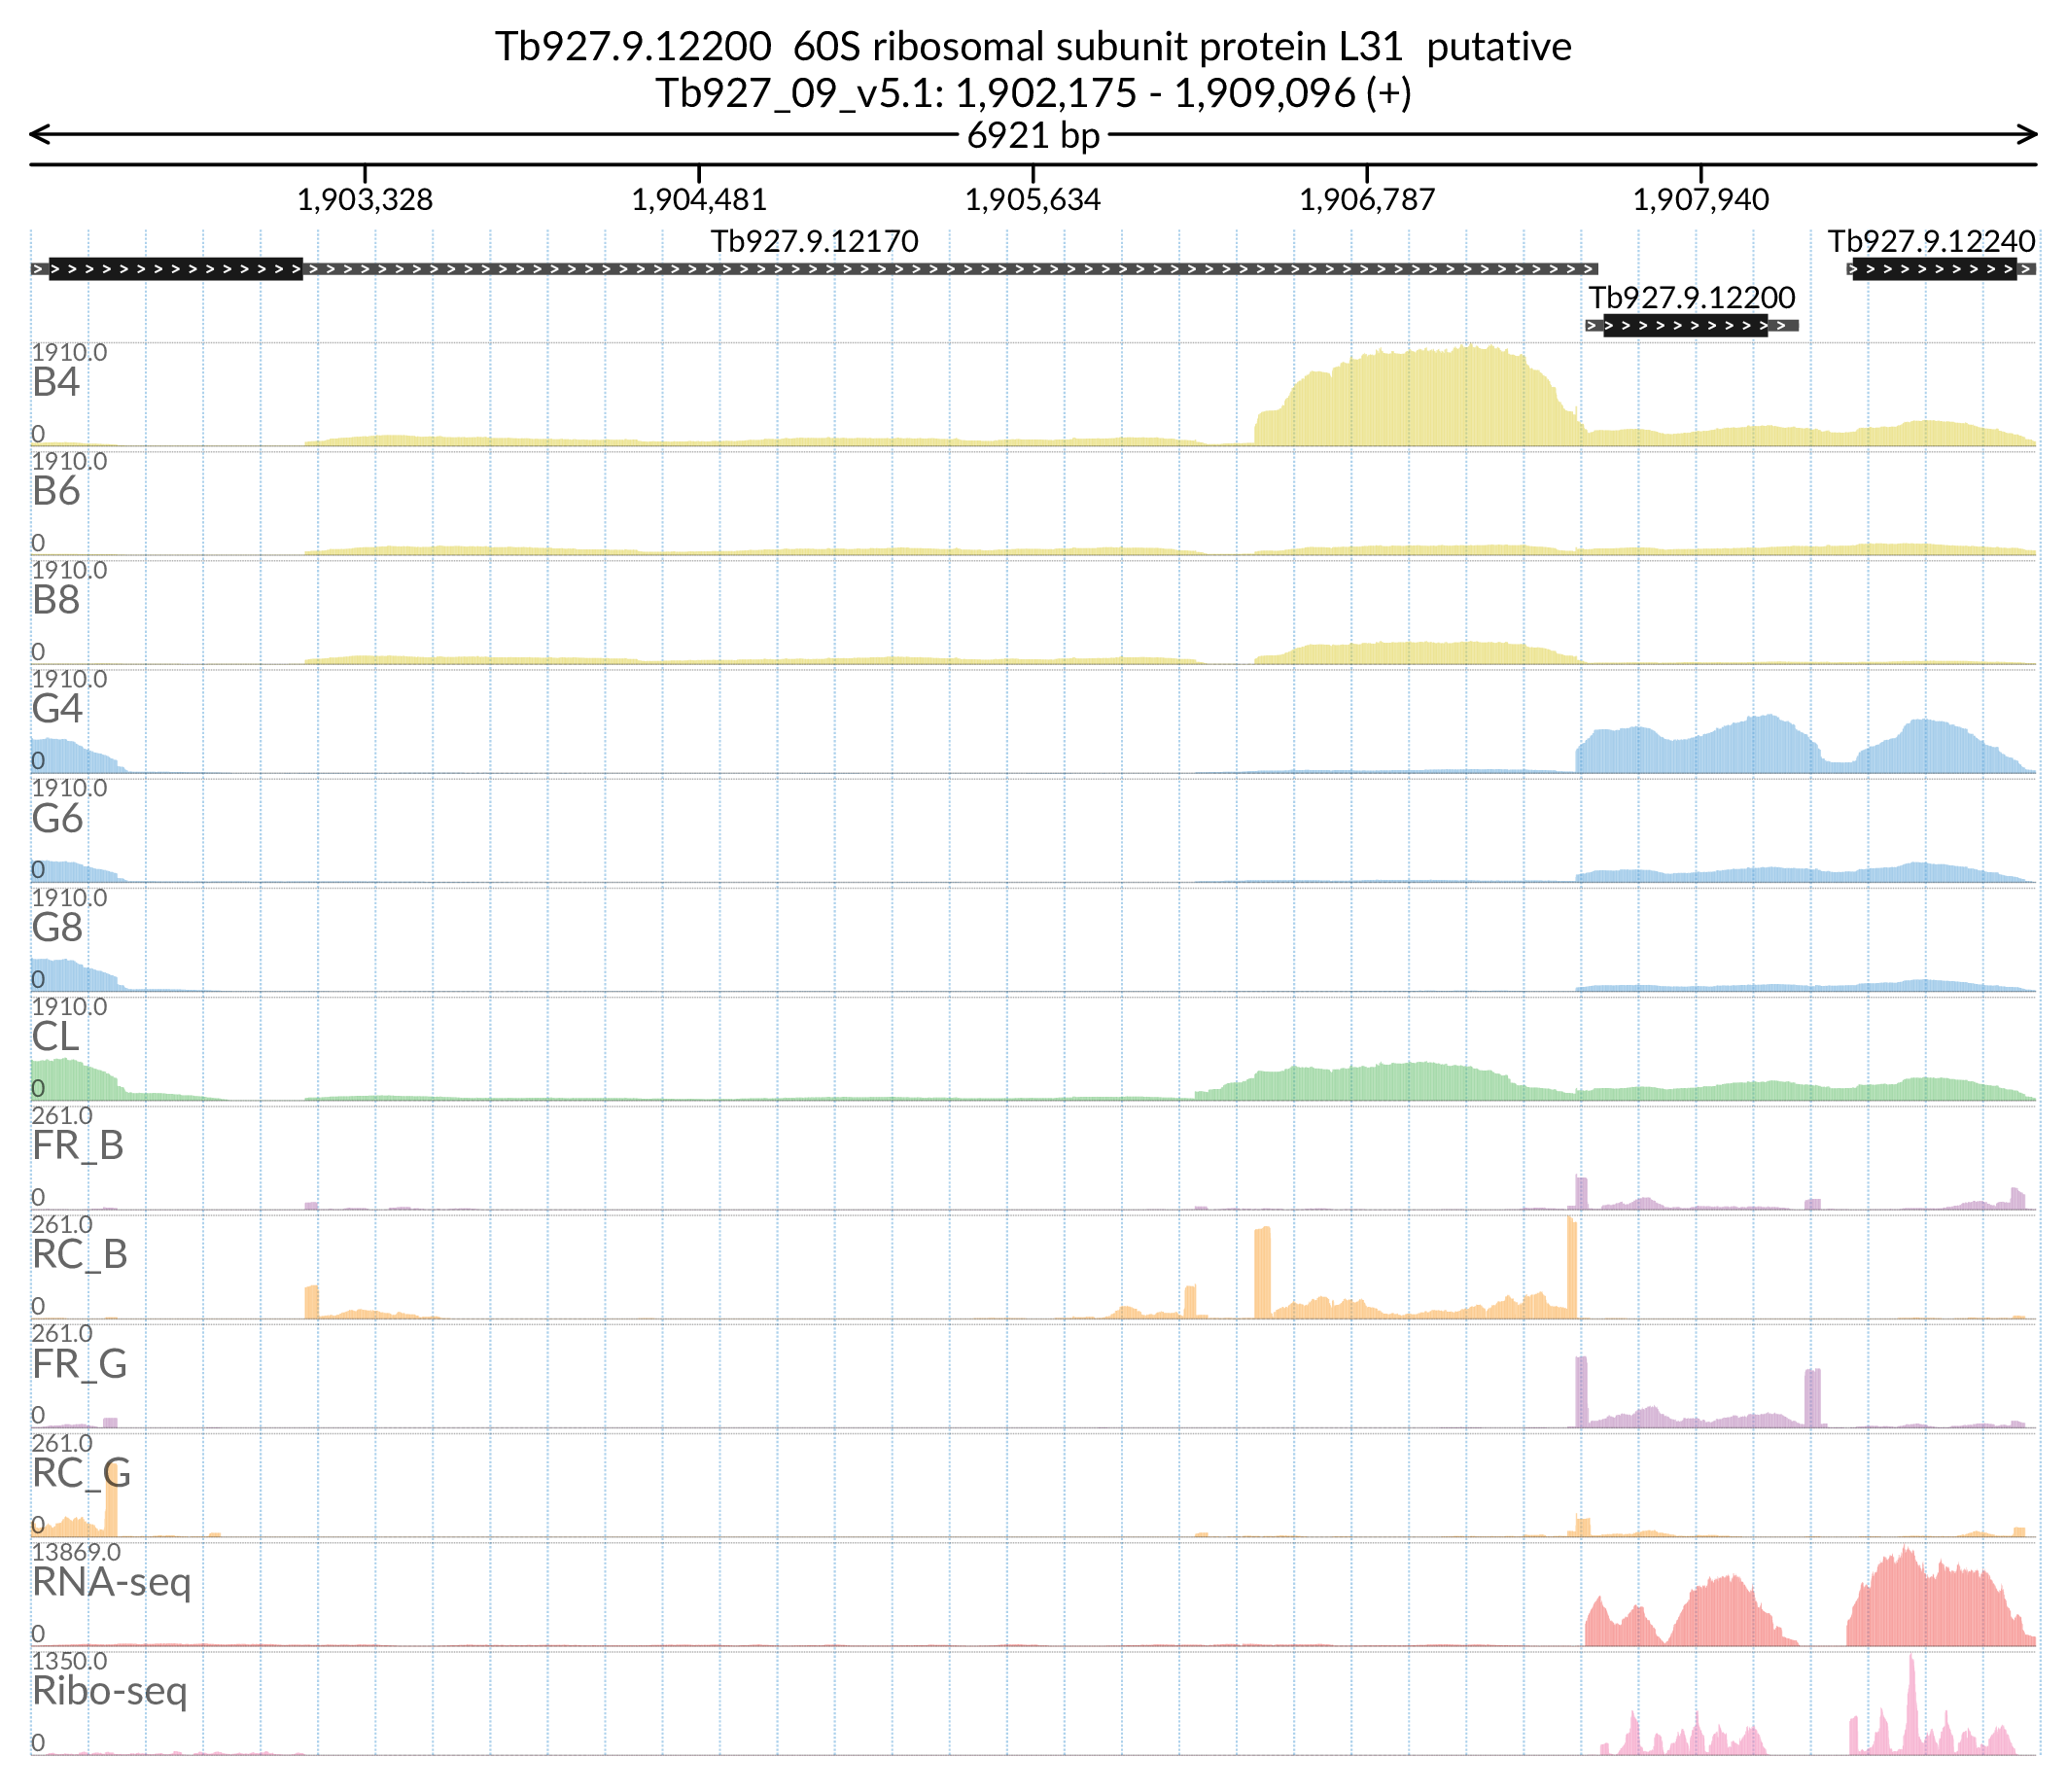 Tb927.9.12200  60S ribosomal subunit protein L31  putative
Tb927_09_v5.1: 1,902,175 - 1,909,096 (+)
6921 bp
1,903,328 1,904,481 1,905,634 1,906,787 1,907,940
Tb927.9.12170 Tb927.9.12240
Tb927.9.12200
1910.0
B4
0
1910.0
B6
0
1910.0
B8
0
1910.0
G4
0
1910.0
G6
0
1910.0
G8
0
1910.0
CL
0
261.0
FR_B
0
261.0
RC_B
0
261.0
FR_G
0
261.0
RC_G
0
13869.0
RNA-seq
0
1350.0
Ribo-seq
0